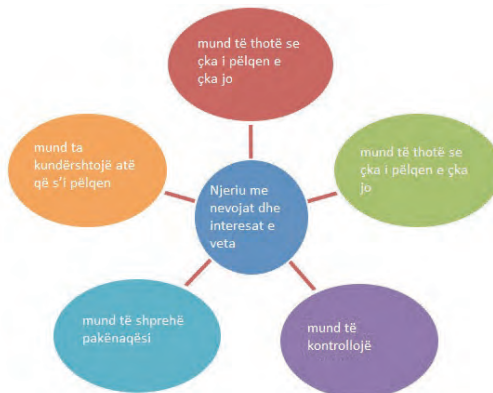 mund të thotë se
çka i pëlqen e
çka jo
mund ta
kundërshtojë atë
që s'i pëlqen
mund të thotë se
çka i pëlqen e çka
jo
Njeriu me
nevojat dhe
interesat e
veta
mund të shprehë
pakënaqësi
mund të
kontrollojë